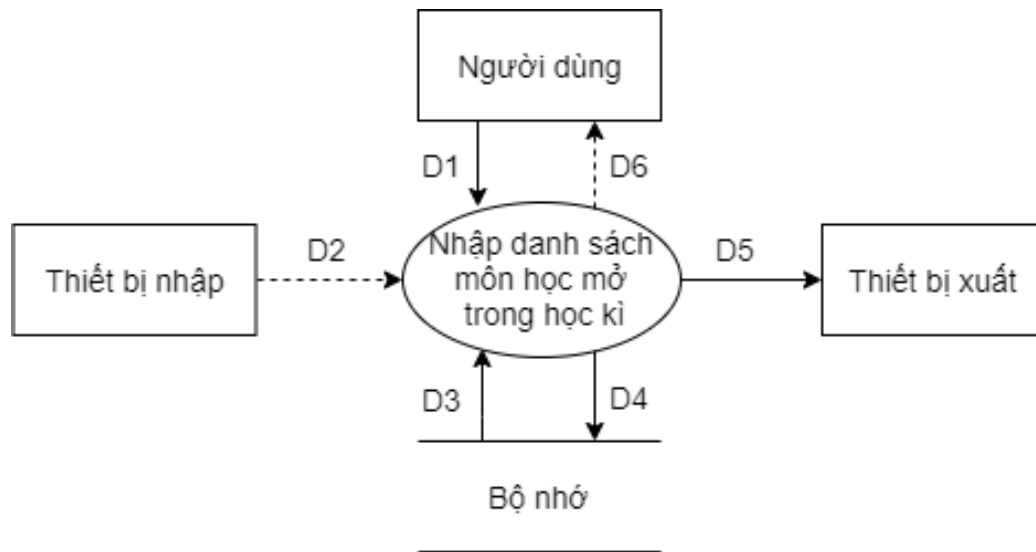 Người dùng
D1
D6
Thiết bị nhập
D2
Nhập danh sách
môn học mở
trong học kì
D5
Thiết bị xuất
D3
D4
Bộ nhớ